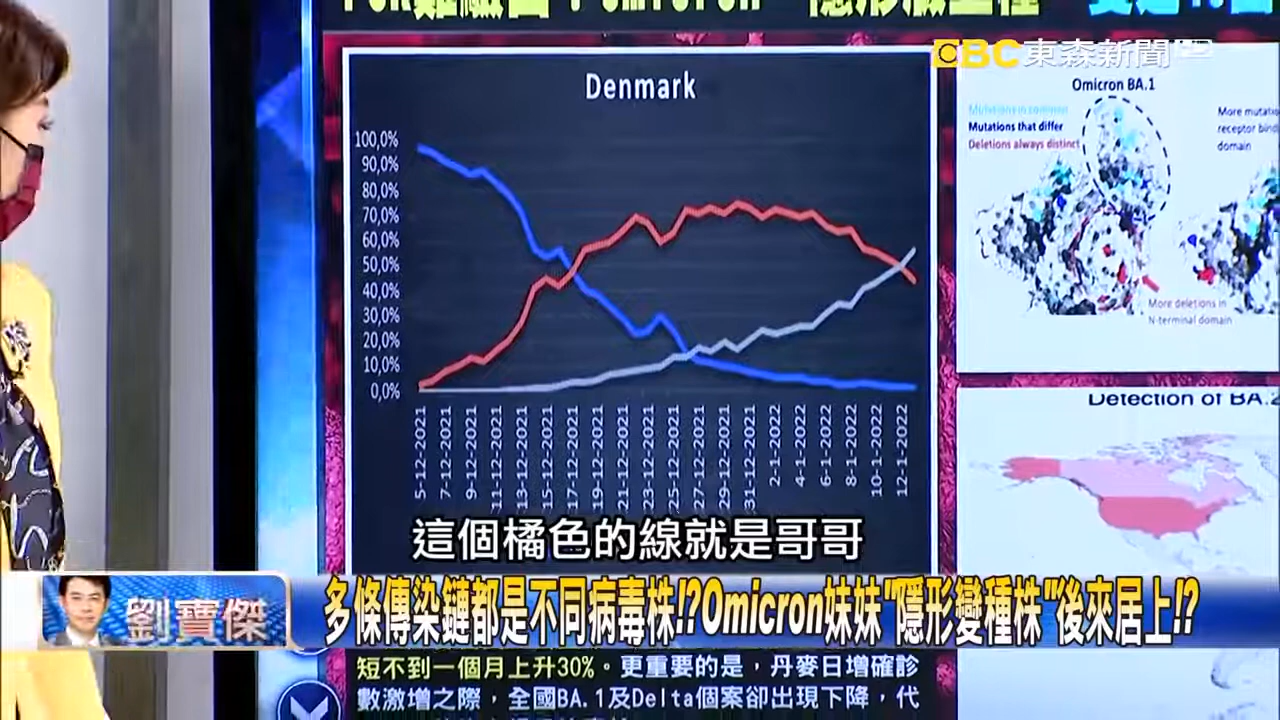 EBC 東森新聞
Denmark
100,0%
90,0%
80,0%
70,0%
60,0%
50,0%
40,0%
30,0%
20,0%
10,0%
0,0%
5-12-2021
7-12-2021
9-12-2021
11-12-2021
13-12-2021
15-12-2021
17-12-2021
19-12-2021
21-12-2021
23-12-2021
25-12-2021
27-12-2021
29-12-2021
31-12-2021
2-1-2022
4-1-2022
6-1-2022
8-1-2022
10-1-2022
12-1-2022
Omicron BA.1
Mutations in common
Mutations that differ
Deletions always distinct
More
receptor
domain
More deletions in
N-terminal domain
Detection of BA.2
這個橘色的線就是哥哥
劉寶傑
多條傳染鏈都是不同病毒株!?Omicron妹妹"隱形變種株"後來居上!?
短不到一個月上升30%。更重要的是，丹麥日增確診
數激增之際，全國BA.1及Delta個案卻出現下降，代